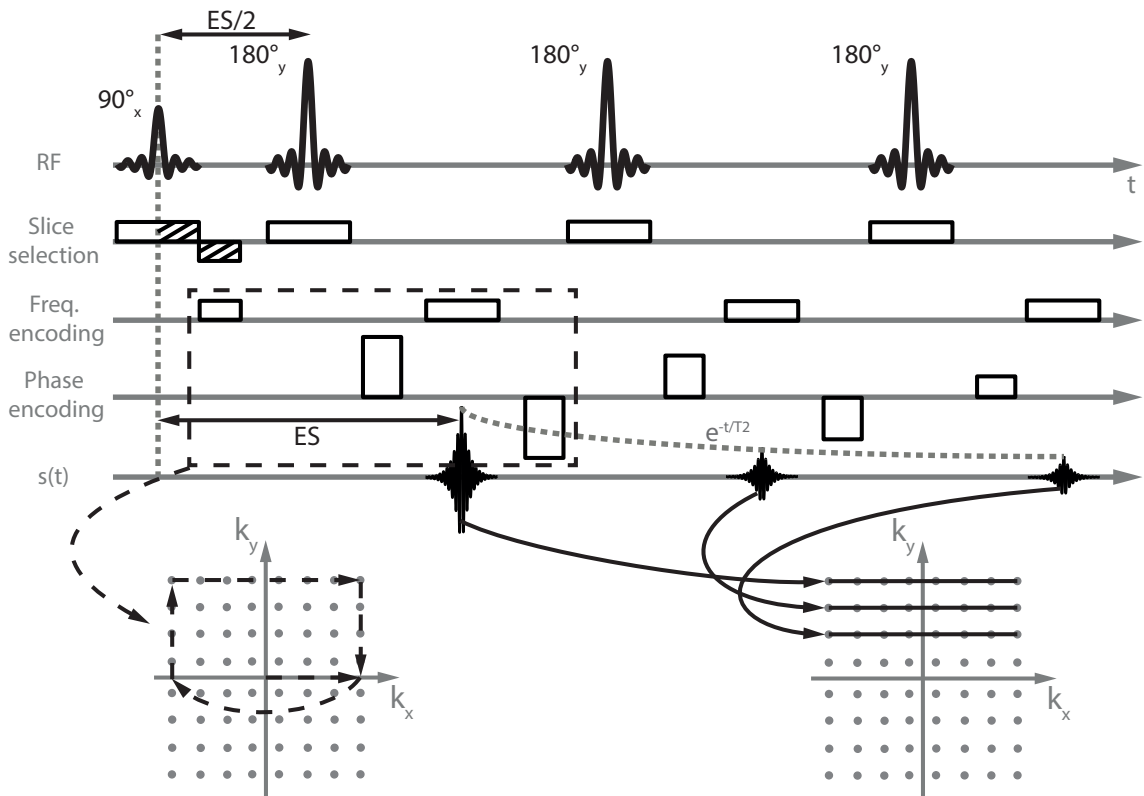 ES/2
180°y
180°y
180°y
90°x
RF
t
Slice
selection
Freq.
encoding
Phase
encoding
ES
e-t/T2
s(t)
ky
ky
kx
kx